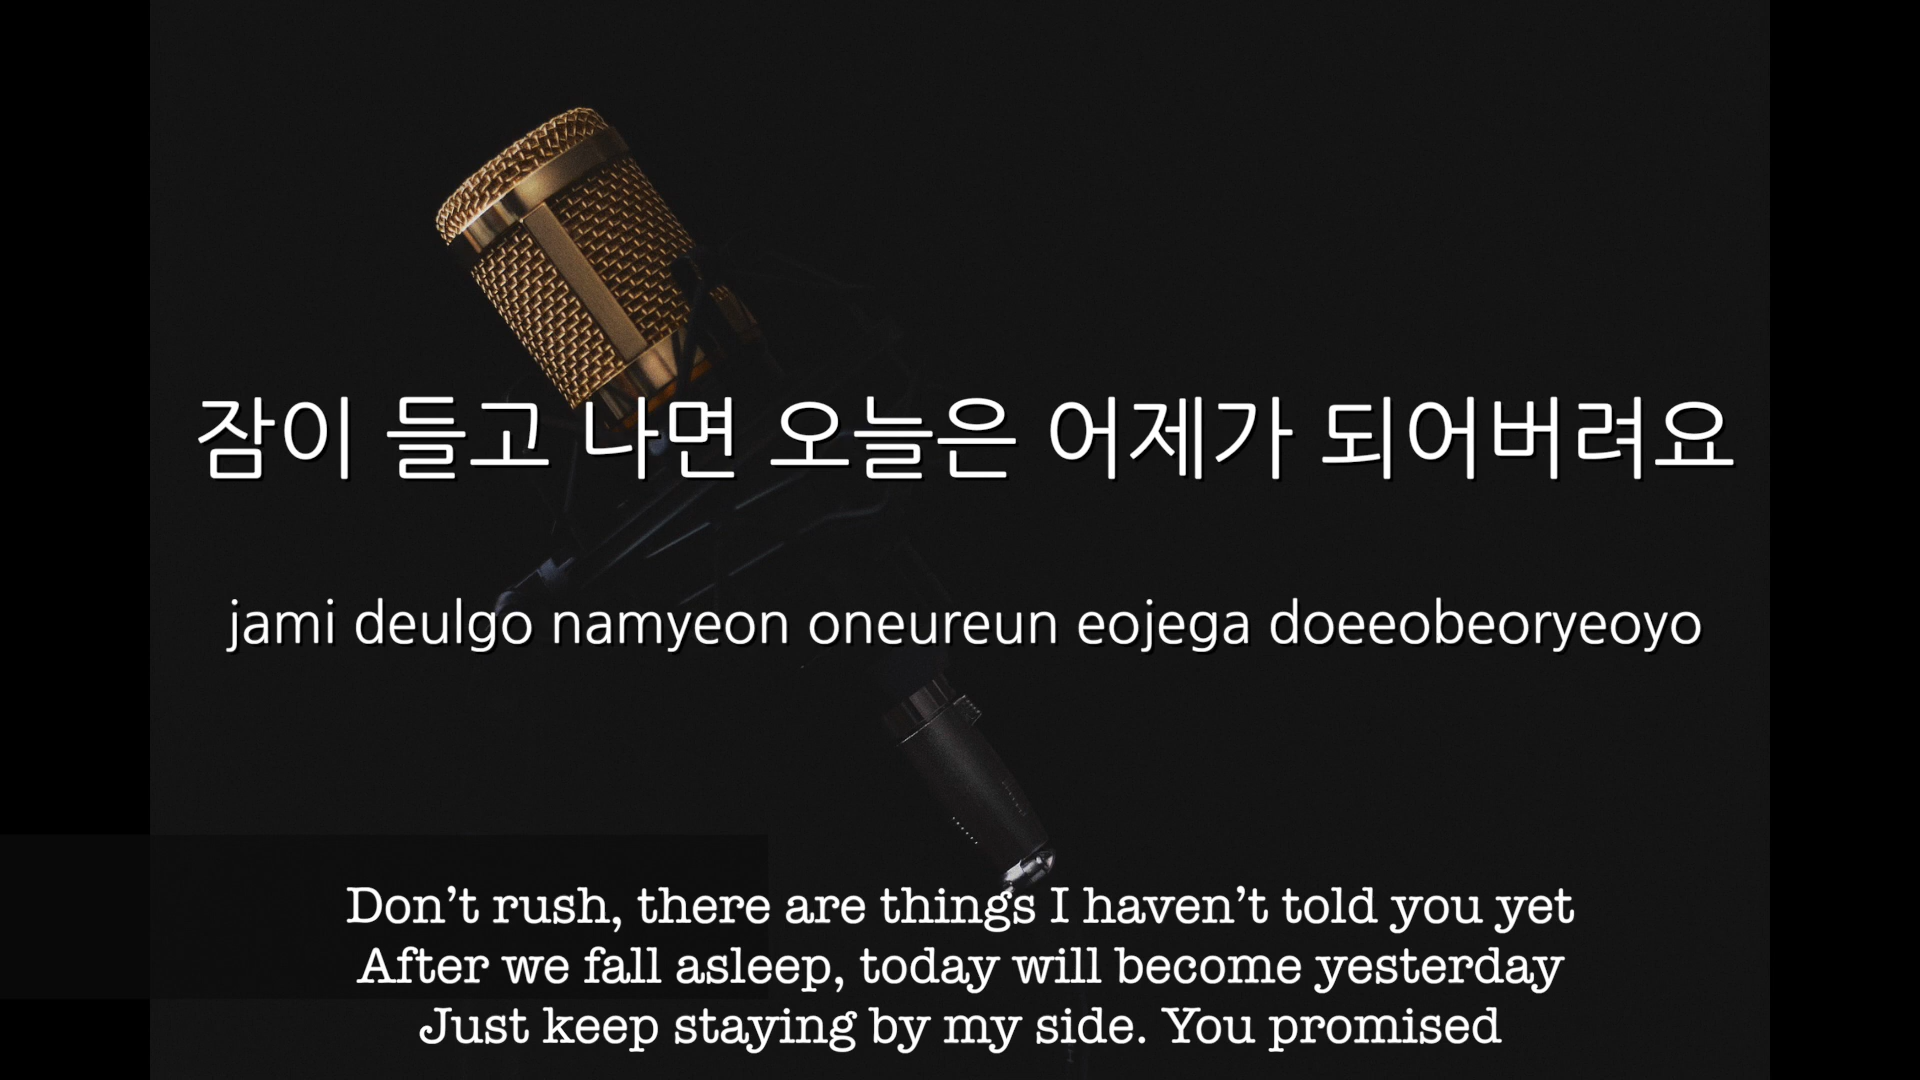 잠이 들고 나면 오늘은 어제가 되어버려요
jami deulgo namyeon oneureun eojega doeeobeoryeoyo
Don’t rush, there are things I haven’t told you yet
After we fall asleep, today will become yesterday
Just keep staying by my side. You promised